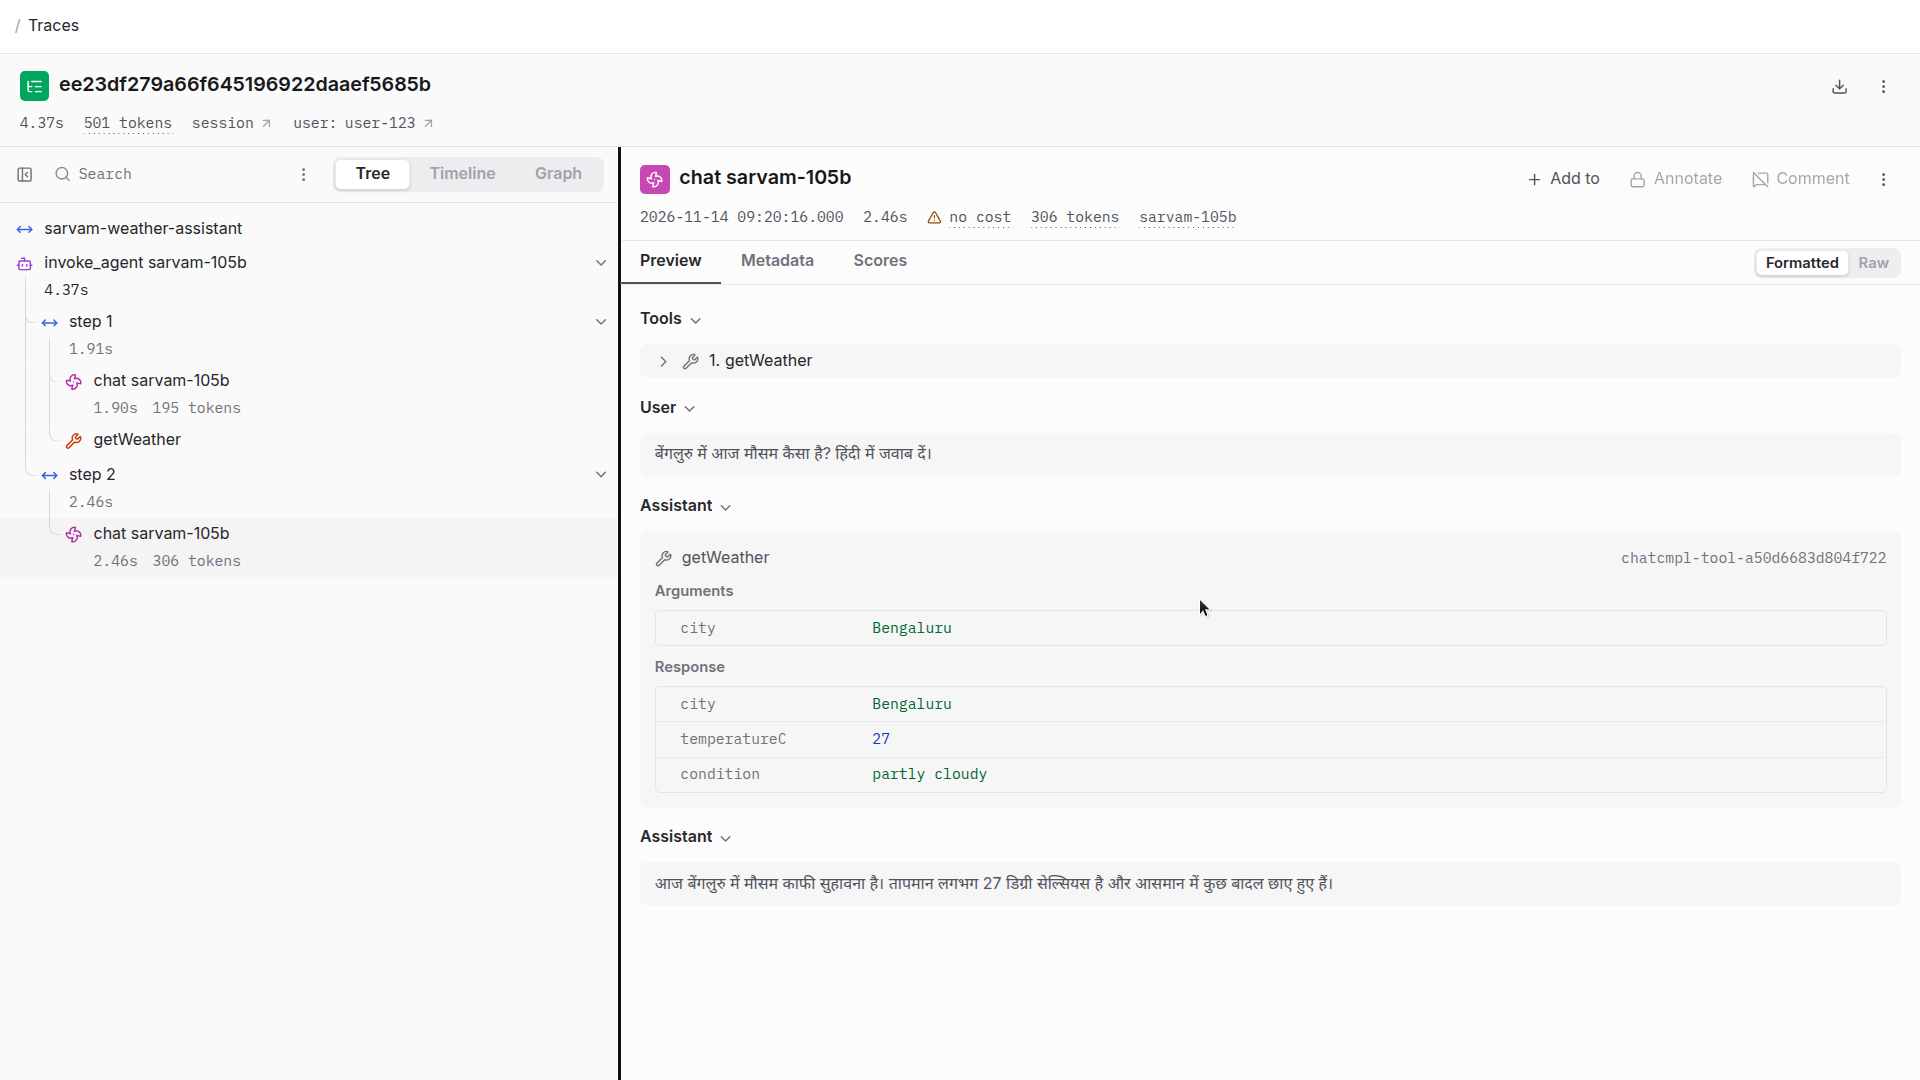 / Traces
ee23df279a66f645196922daaef5685b
4.37s 501 tokens session user: user-123
Search
Tree Timeline Graph
sarvam-weather-assistant
invoke_agent sarvam-105b
4.37s
step 1
1.91s
chat sarvam-105b
1.90s 195 tokens
getWeather
step 2
2.46s
chat sarvam-105b
2.46s 306 tokens
chat sarvam-105b
Add to Annotate Comment
2026-11-14 09:20:16.000 2.46s no cost 306 tokens sarvam-105b
Preview Metadata Scores
Formatted Raw
Tools
1. getWeather
User
बेंगलुरु में आज मौसम कैसा है? हिंदी में जवाब दें।
Assistant
getWeather chatcmpl-tool-a50d6683d804f722
Arguments
city Bengaluru
Response
city Bengaluru
temperatureC 27
condition partly cloudy
Assistant
आज बेंगलुरु में मौसम काफी सुहावना है। तापमान लगभग 27 डिग्री सेल्सियस है और आसमान में कुछ बादल छाए हुए हैं।